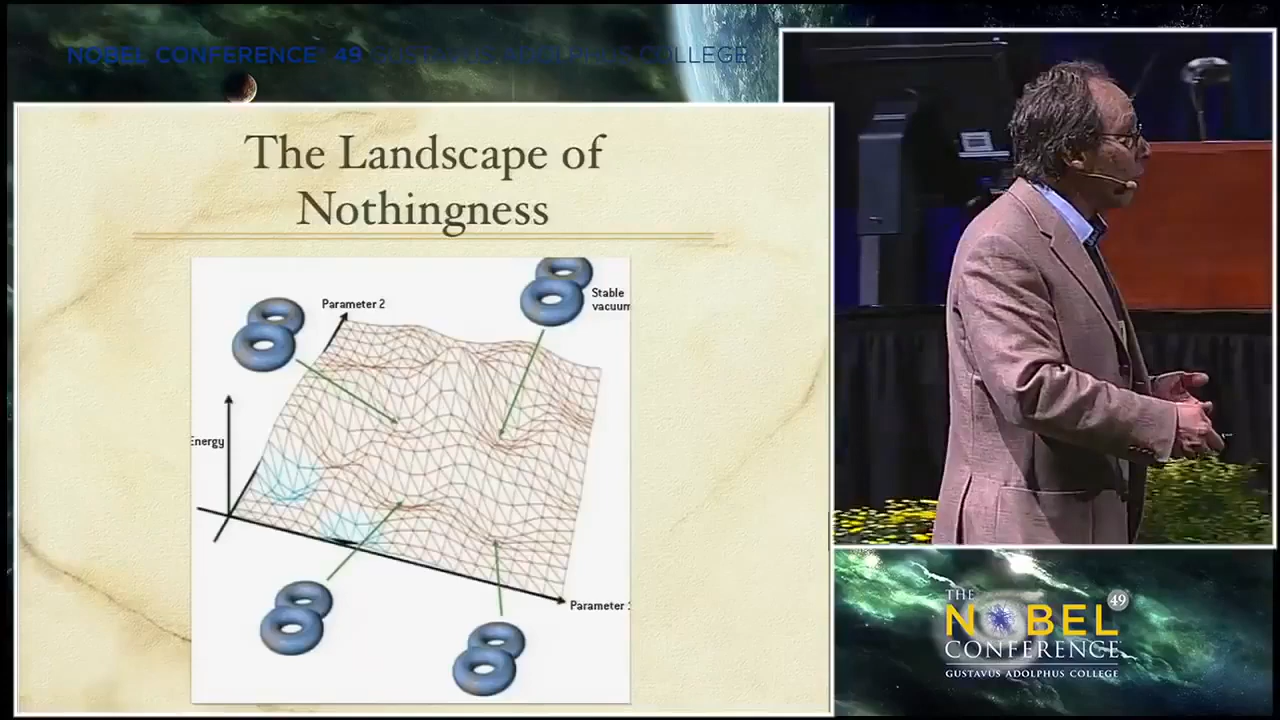 NOBEL CONFERENCE® 49 GUSTAVUS ADOLPHUS COLLEGE
The Landscape of
Nothingness
Parameter 2
Stable
vacuum
Energy
Parameter
THE
49
NOBEL
CONFERENCE
GUSTAVUS ADOLPHUS COLLEGE